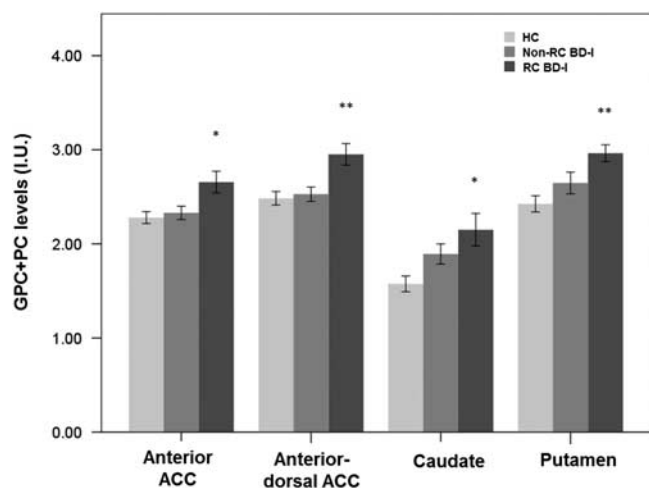 HC
Non-RC BD-I
RC BD-I
GPC+PC levels (I.U.)
4.00
3.00
2.00
1.00
0.00
*
**
*
**
Anterior
ACC
Anterior-
dorsal ACC
Caudate
Putamen